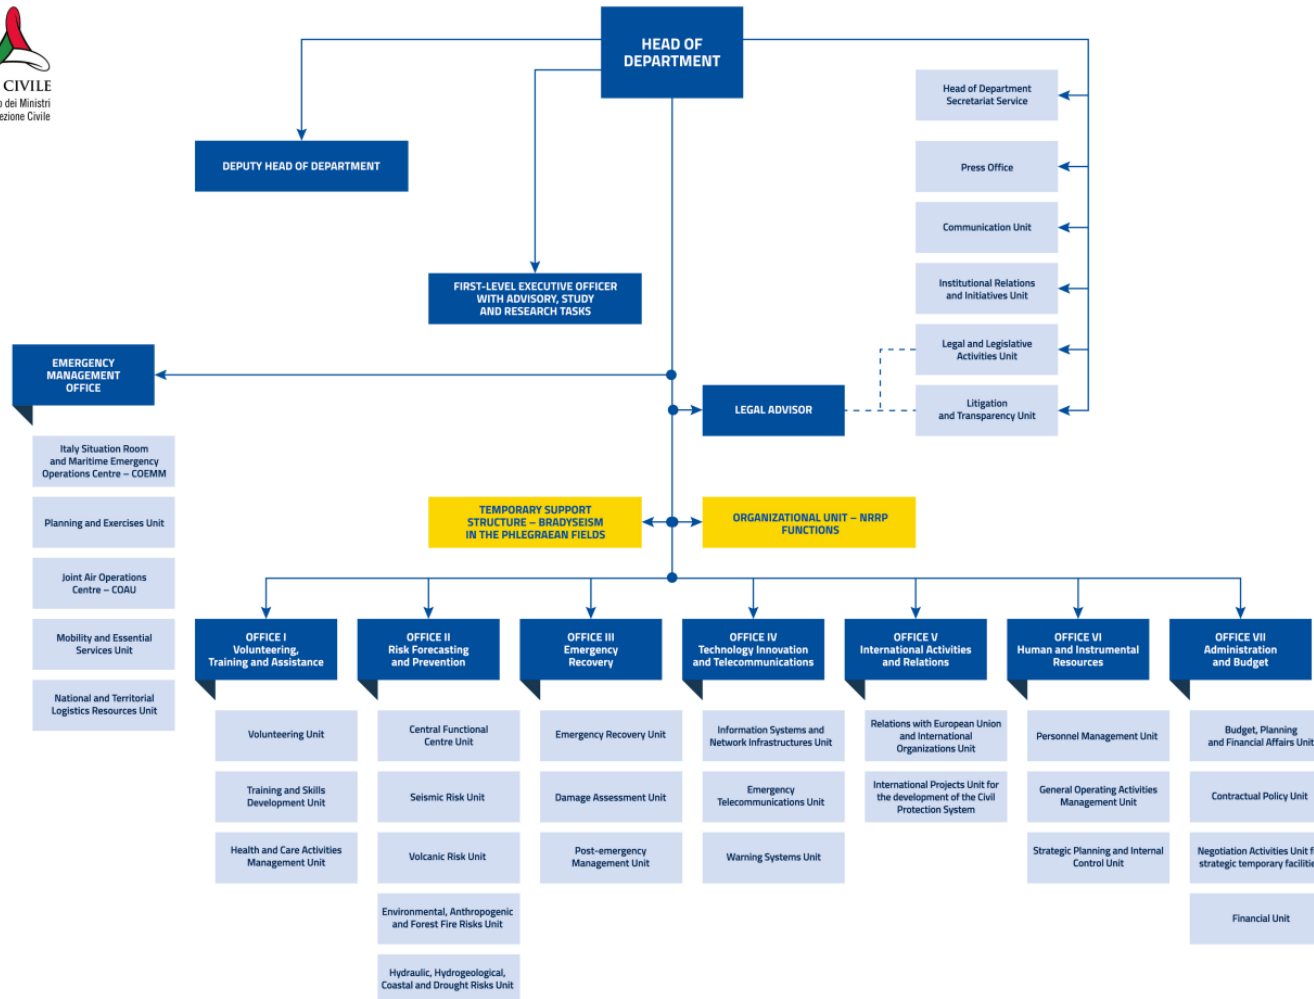 CIVILE
dei Ministri
Civile
HEAD OF
DEPARTMENT
DEPUTY HEAD OF DEPARTMENT
FIRST-LEVEL EXECUTIVE OFFICER
WITH ADVISORY, STUDY
AND RESEARCH TASKS
Head of Department
Secretariat Service
Press Office
Communication Unit
Institutional Relations
and Initiatives Unit
Legal and Legislative
Activities Unit
Litigation
and Transparency Unit
LEGAL ADVISOR
EMERGENCY
MANAGEMENT
OFFICE
Italy Situation Room
and Maritime Emergency
Operations Centre – COEMM
Planning and Exercises Unit
Joint Air Operations
Centre – COAU
Mobility and Essential
Services Unit
National and Territorial
Logistics Resources Unit
TEMPORARY SUPPORT
STRUCTURE – BRADYSEISM
IN THE PHLEGRAEAN FIELDS
ORGANIZATIONAL UNIT – NRRP
FUNCTIONS
OFFICE I
Volunteering,
Training and Assistance
Volunteering Unit
Training and Skills
Development Unit
Health and Care Activities
Management Unit
OFFICE II
Risk Forecasting
and Prevention
Central Functional
Centre Unit
Seismic Risk Unit
Volcanic Risk Unit
Environmental, Anthropogenic
and Forest Fire Risks Unit
Hydraulic, Hydrogeological,
Coastal and Drought Risks Unit
OFFICE III
Emergency
Recovery
Emergency Recovery Unit
Damage Assessment Unit
Post-emergency
Management Unit
OFFICE IV
Technology Innovation
and Telecommunications
Information Systems and
Network Infrastructures Unit
Emergency
Telecommunications Unit
Warning Systems Unit
OFFICE V
International Activities
and Relations
Relations with European Union
and International
Organizations Unit
International Projects Unit for
the development of the Civil
Protection System
OFFICE VI
Human and Instrumental
Resources
Personnel Management Unit
General Operating Activities
Management Unit
Strategic Planning and Internal
Control Unit
OFFICE VII
Administration
and Budget
Budget, Planning
and Financial Affairs Unit
Contractual Policy Unit
Negotiation Activities Unit
strategic temporary
Financial Unit